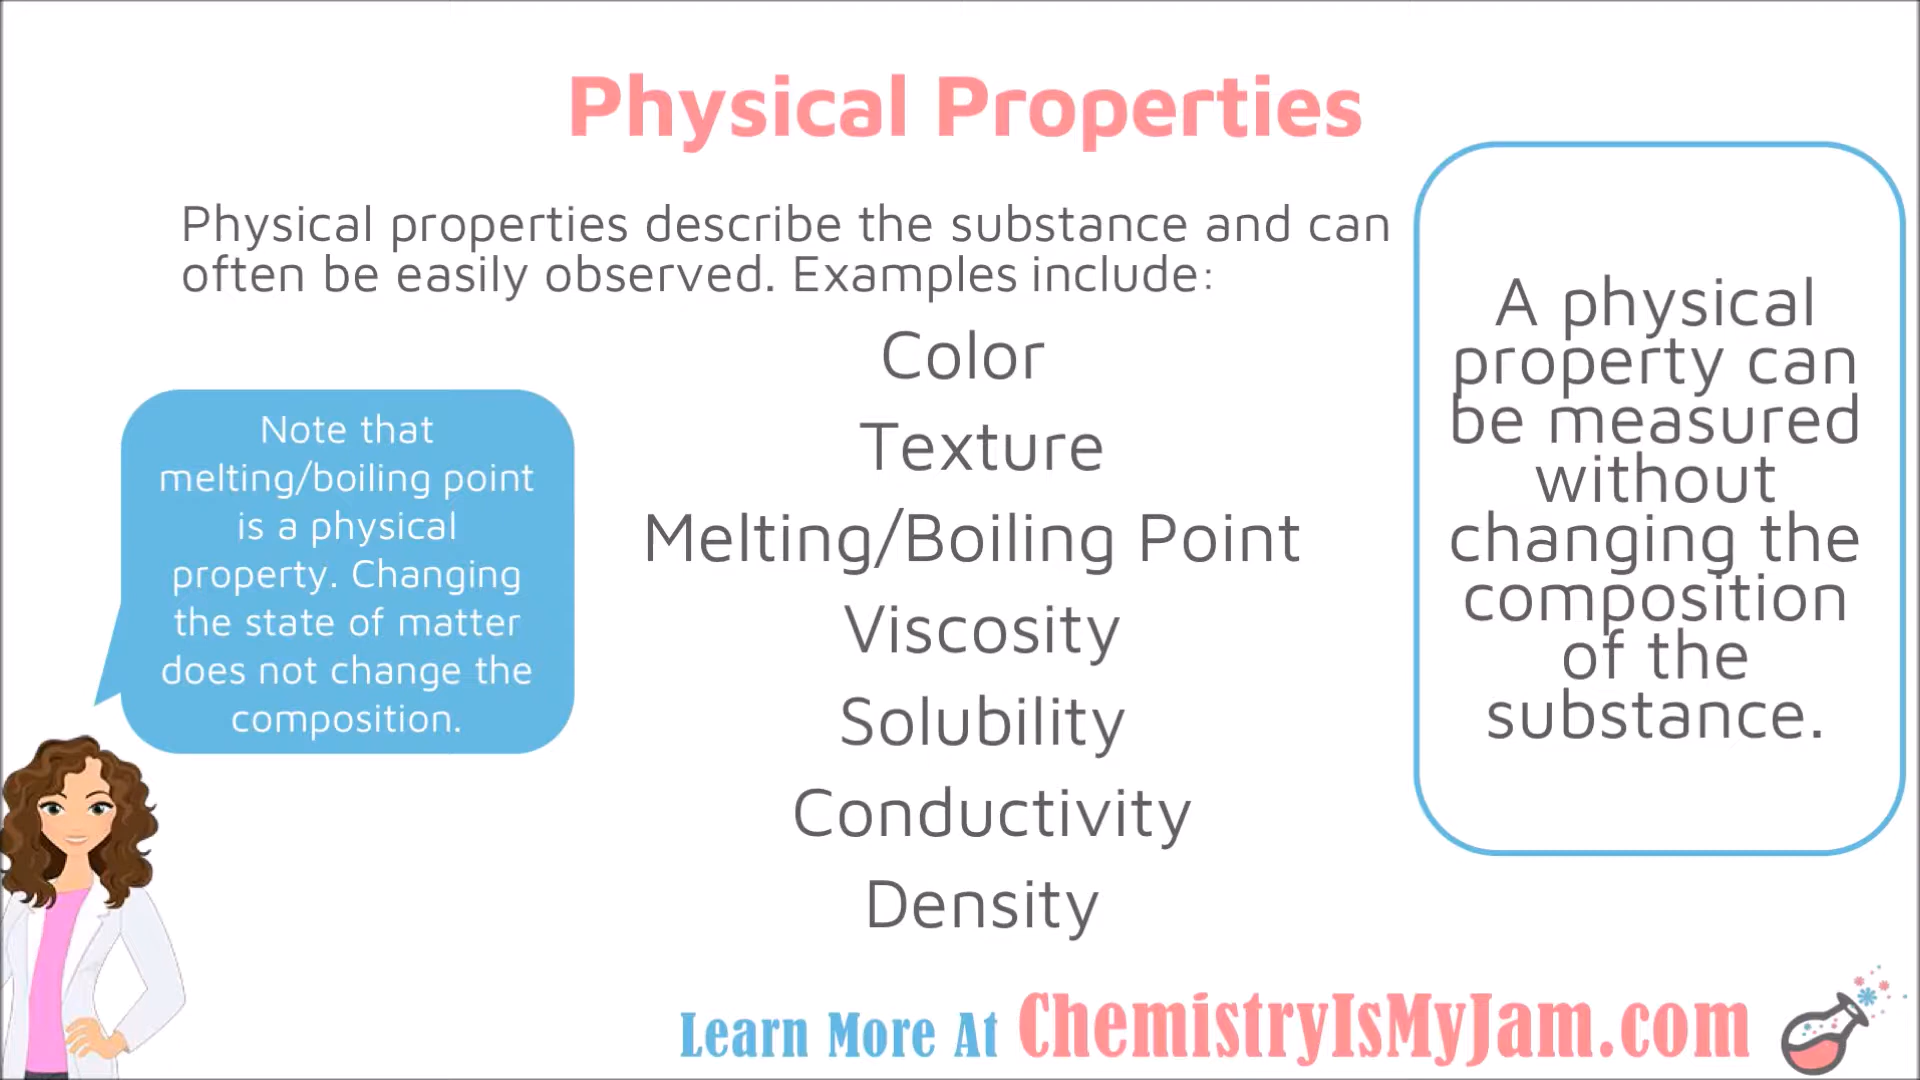 Physical Properties
Physical properties describe the substance and can
often be easily observed. Examples include:
Color
Texture
Melting/Boiling Point
Viscosity
Solubility
Conductivity
Density
Note that
melting/boiling point
is a physical
property. Changing
the state of matter
does not change the
composition.
A physical
property can
be measured
without
changing the
composition
of the
substance.
Learn More At ChemistryIsMyJam.com